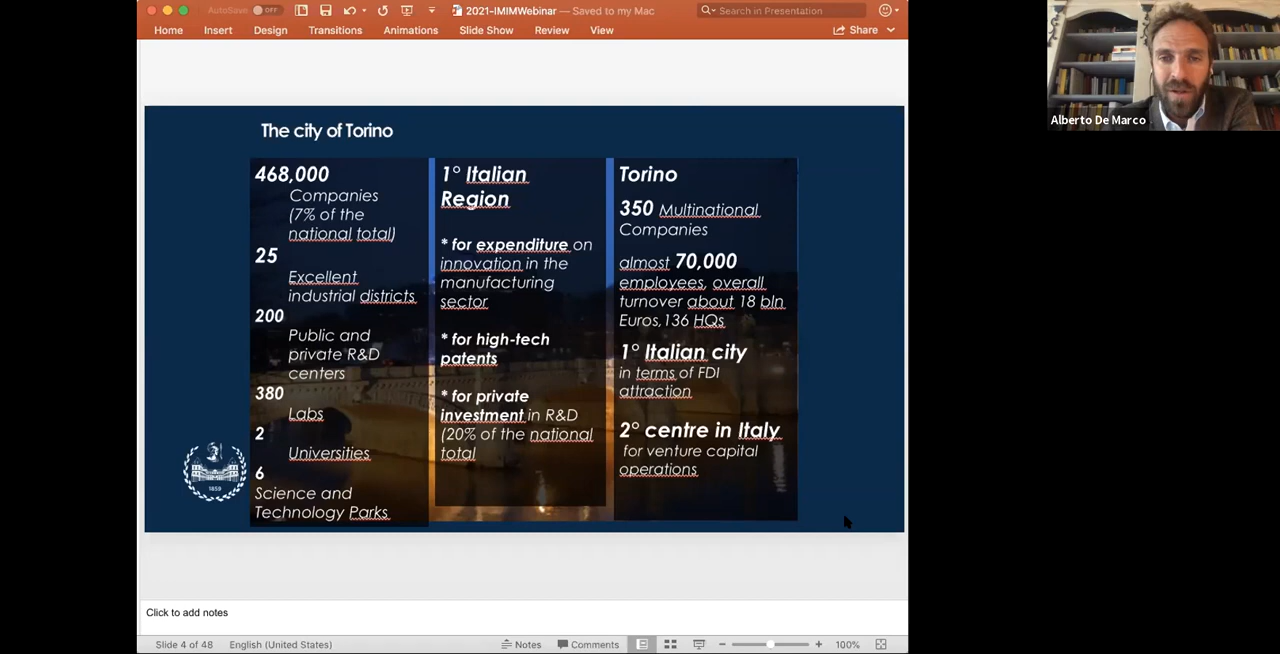 AutoSave OFF
2021-IMIMWebinar — Saved to my Mac
Search in Presentation
Home Insert Design Transitions Animations Slide Show Review View
Share
The city of Torino
468,000
Companies
(7% of the
national total)
25
Excellent
industrial districts
200
Public and
private R&D
centers
380
Labs
2
Universities
6
Science and
Technology Parks
1° Italian
Region
* for expenditure on
innovation in the
manufacturing
sector
* for high-tech
patents
* for private
investment in R&D
(20% of the national
total
Torino
350 Multinational
Companies
almost 70,000
employees, overall
turnover about 18 bln
Euros,136 HQs
1° Italian city
in terms of FDI
attraction
2° centre in Italy
for venture capital
operations
1859
Click to add notes
Slide 4 of 48 English (United States)
Notes Comments 100%
Alberto De Marco